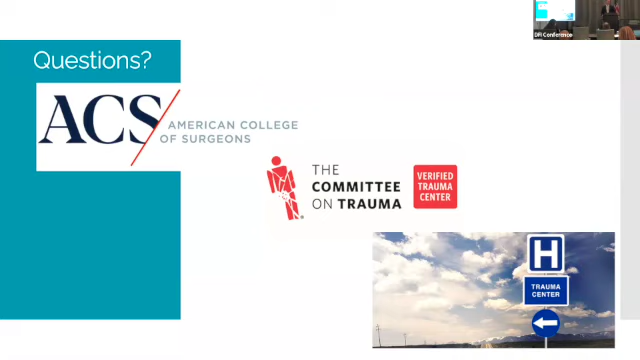 Questions?
ACS
AMERICAN COLLEGE
OF SURGEONS
THE
COMMITTEE
ON TRAUMA
VERIFIED
TRAUMA
CENTER
H
TRAUMA
CENTER
DFI Conference